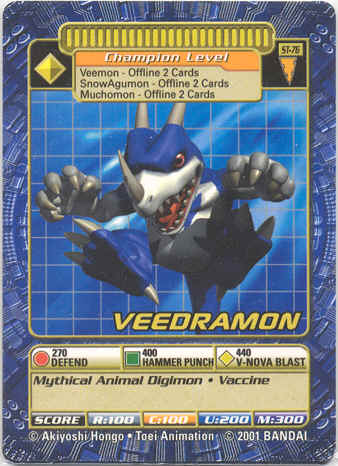 Champion Level
ST-76
Veemon - Offline 2 Cards
SnowAgumon - Offline 2 Cards
Muchomon - Offline 2 Cards
VEEDRAMON
270 DEFEND
400 HAMMER PUNCH
440 V-NOVA BLAST
Mythical Animal Digimon • Vaccine
SCORE R:100 C:100 U:200 M:300
© Akiyoshi Hongo • Toei Animation • © 2001 BANDAI